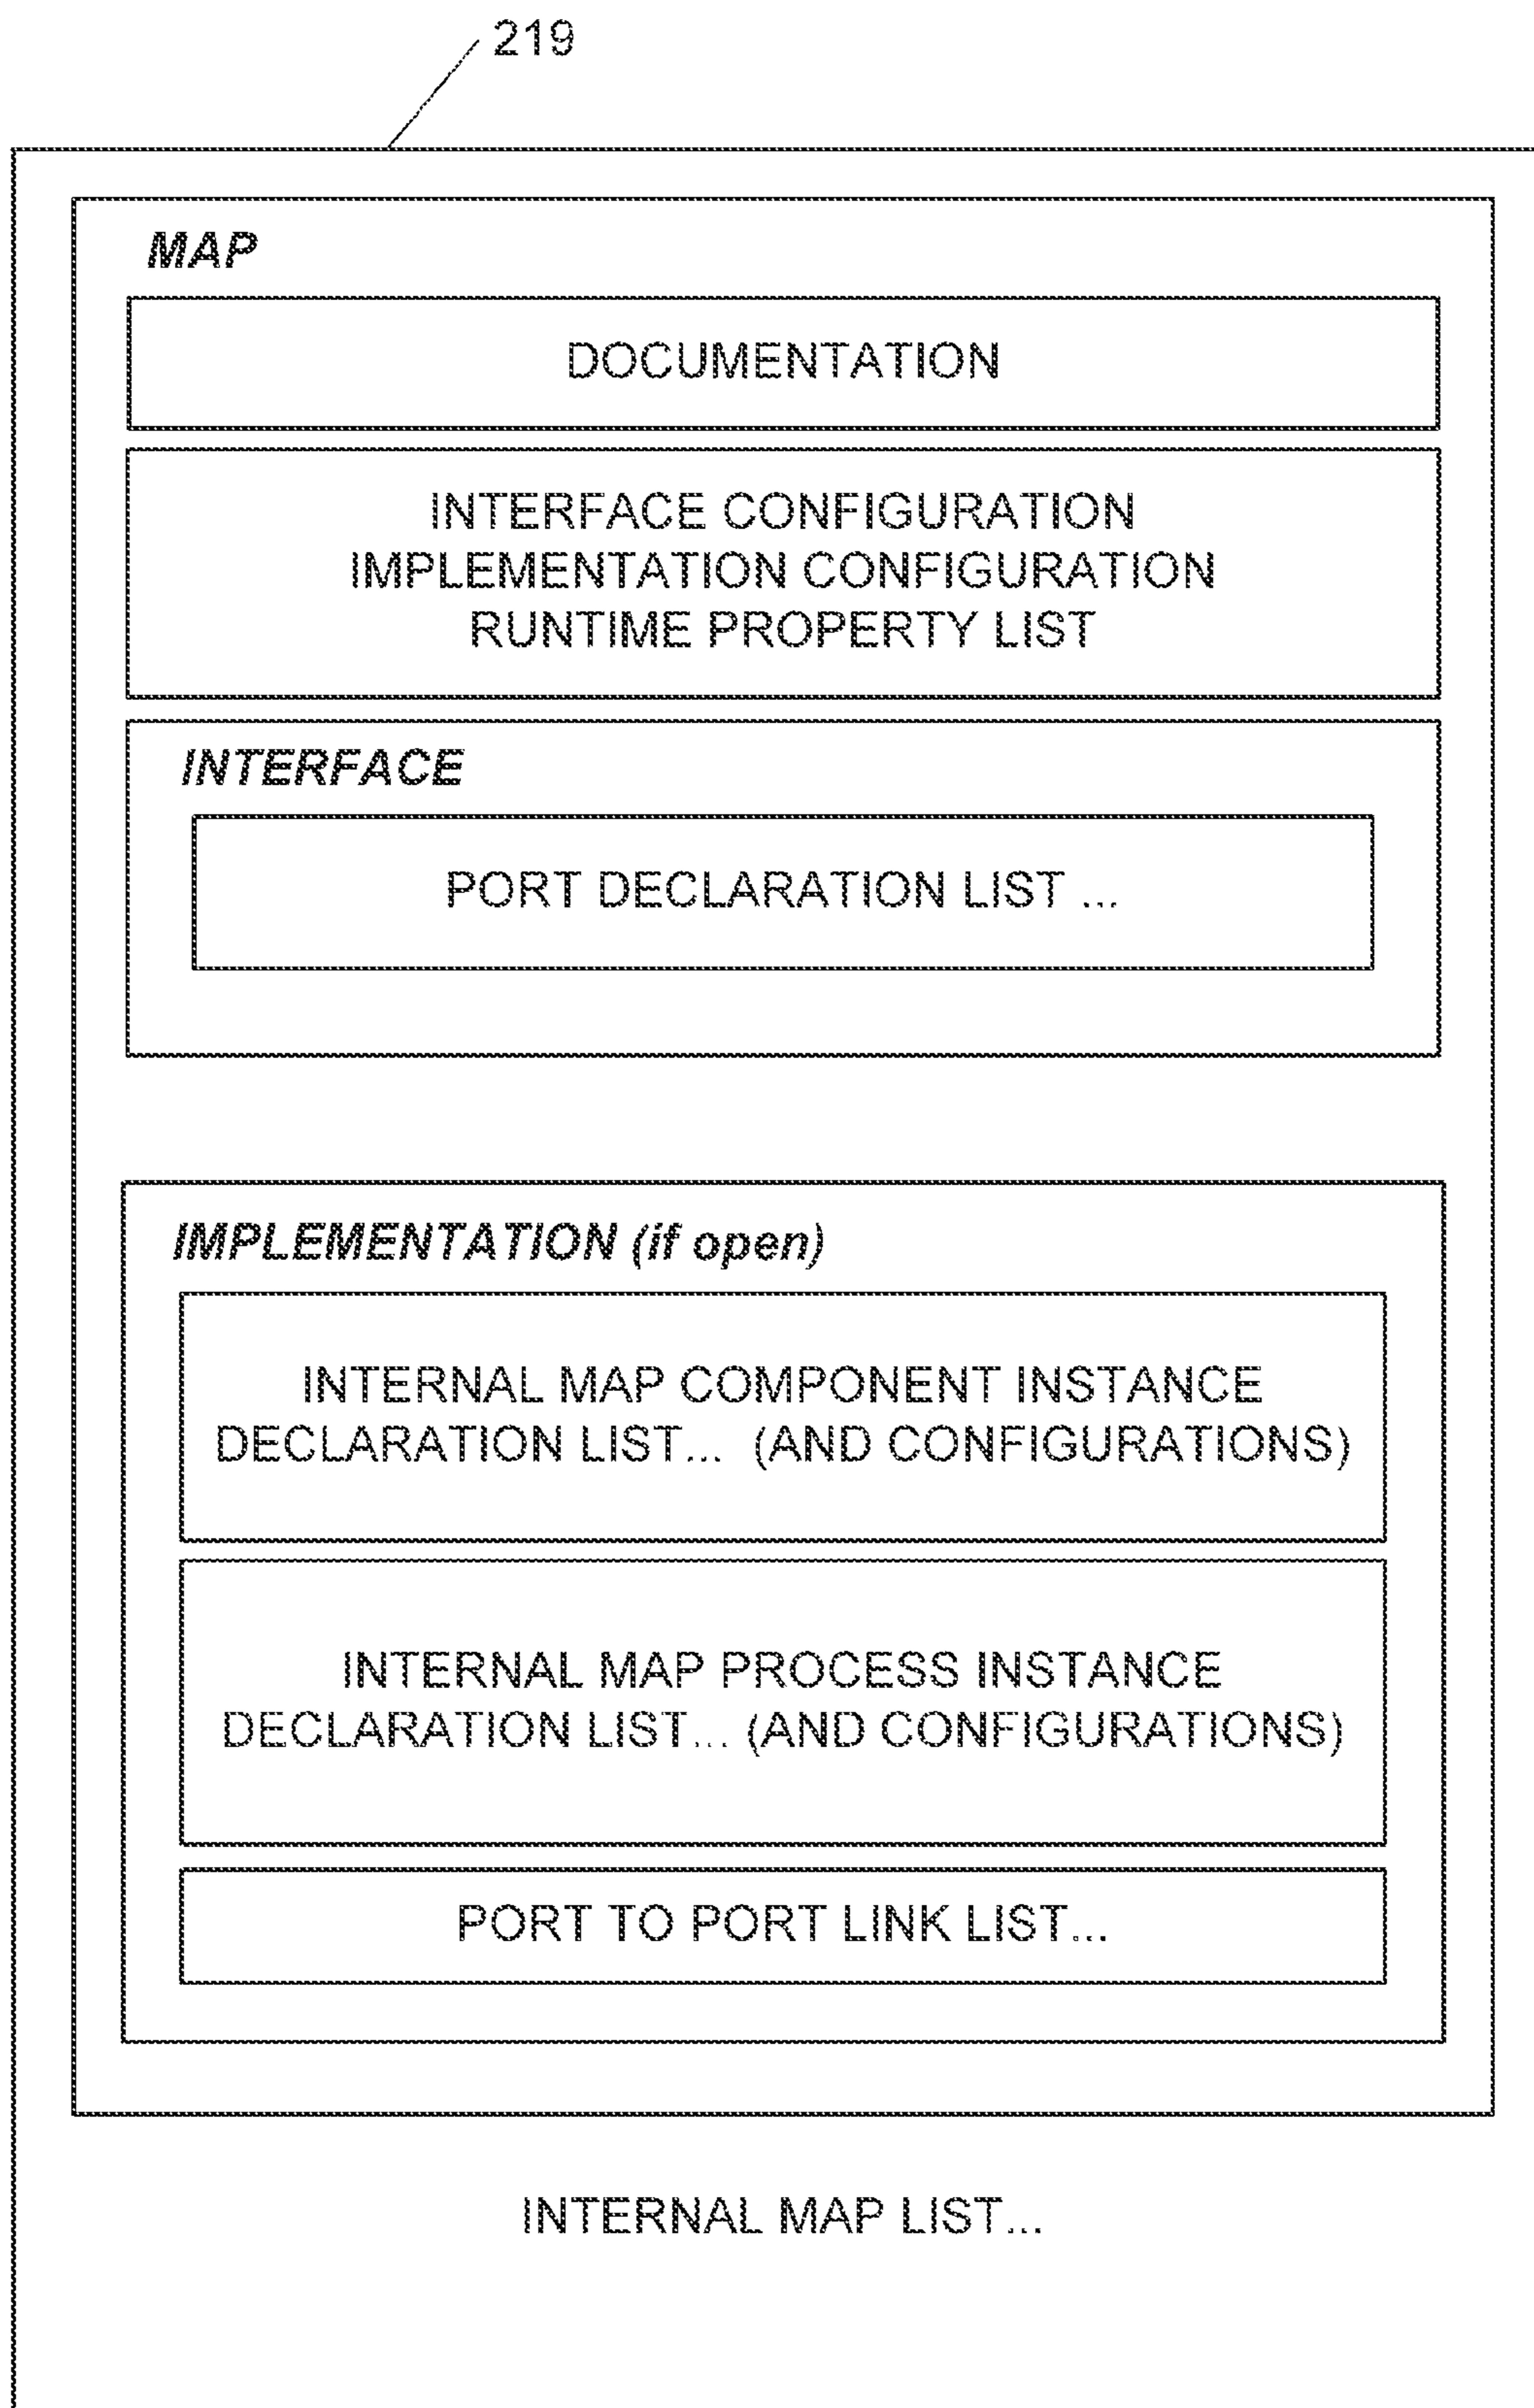 219
MAP
DOCUMENTATION
INTERFACE CONFIGURATION
IMPLEMENTATION CONFIGURATION
RUNTIME PROPERTY LIST
INTERFACE
PORT DECLARATION LIST ...
IMPLEMENTATION (if open)
INTERNAL MAP COMPONENT INSTANCE
DECLARATION LIST... (AND CONFIGURATIONS)
INTERNAL MAP PROCESS INSTANCE
DECLARATION LIST... (AND CONFIGURATIONS)
PORT TO PORT LINK LIST...
INTERNAL MAP LIST...